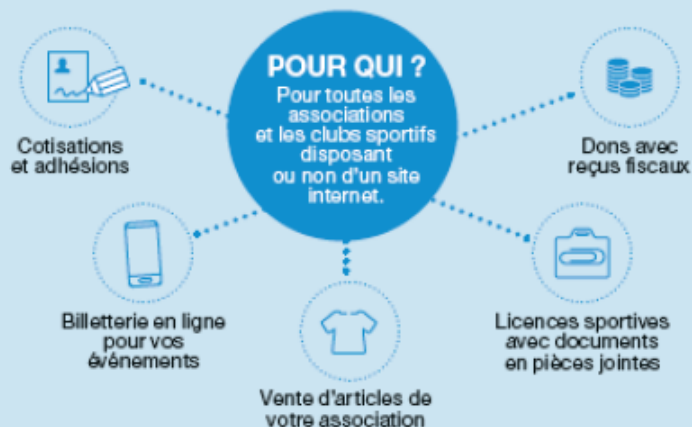 POUR QUI ?
Pour toutes les
associations
et les clubs sportifs
disposant
ou non d'un site
internet.
Cotisations
et adhésions
Dons avec
reçus fiscaux
Billetterie en ligne
pour vos
événements
Licences sportives
avec documents
en pièces jointes
Vente d'articles de
votre association